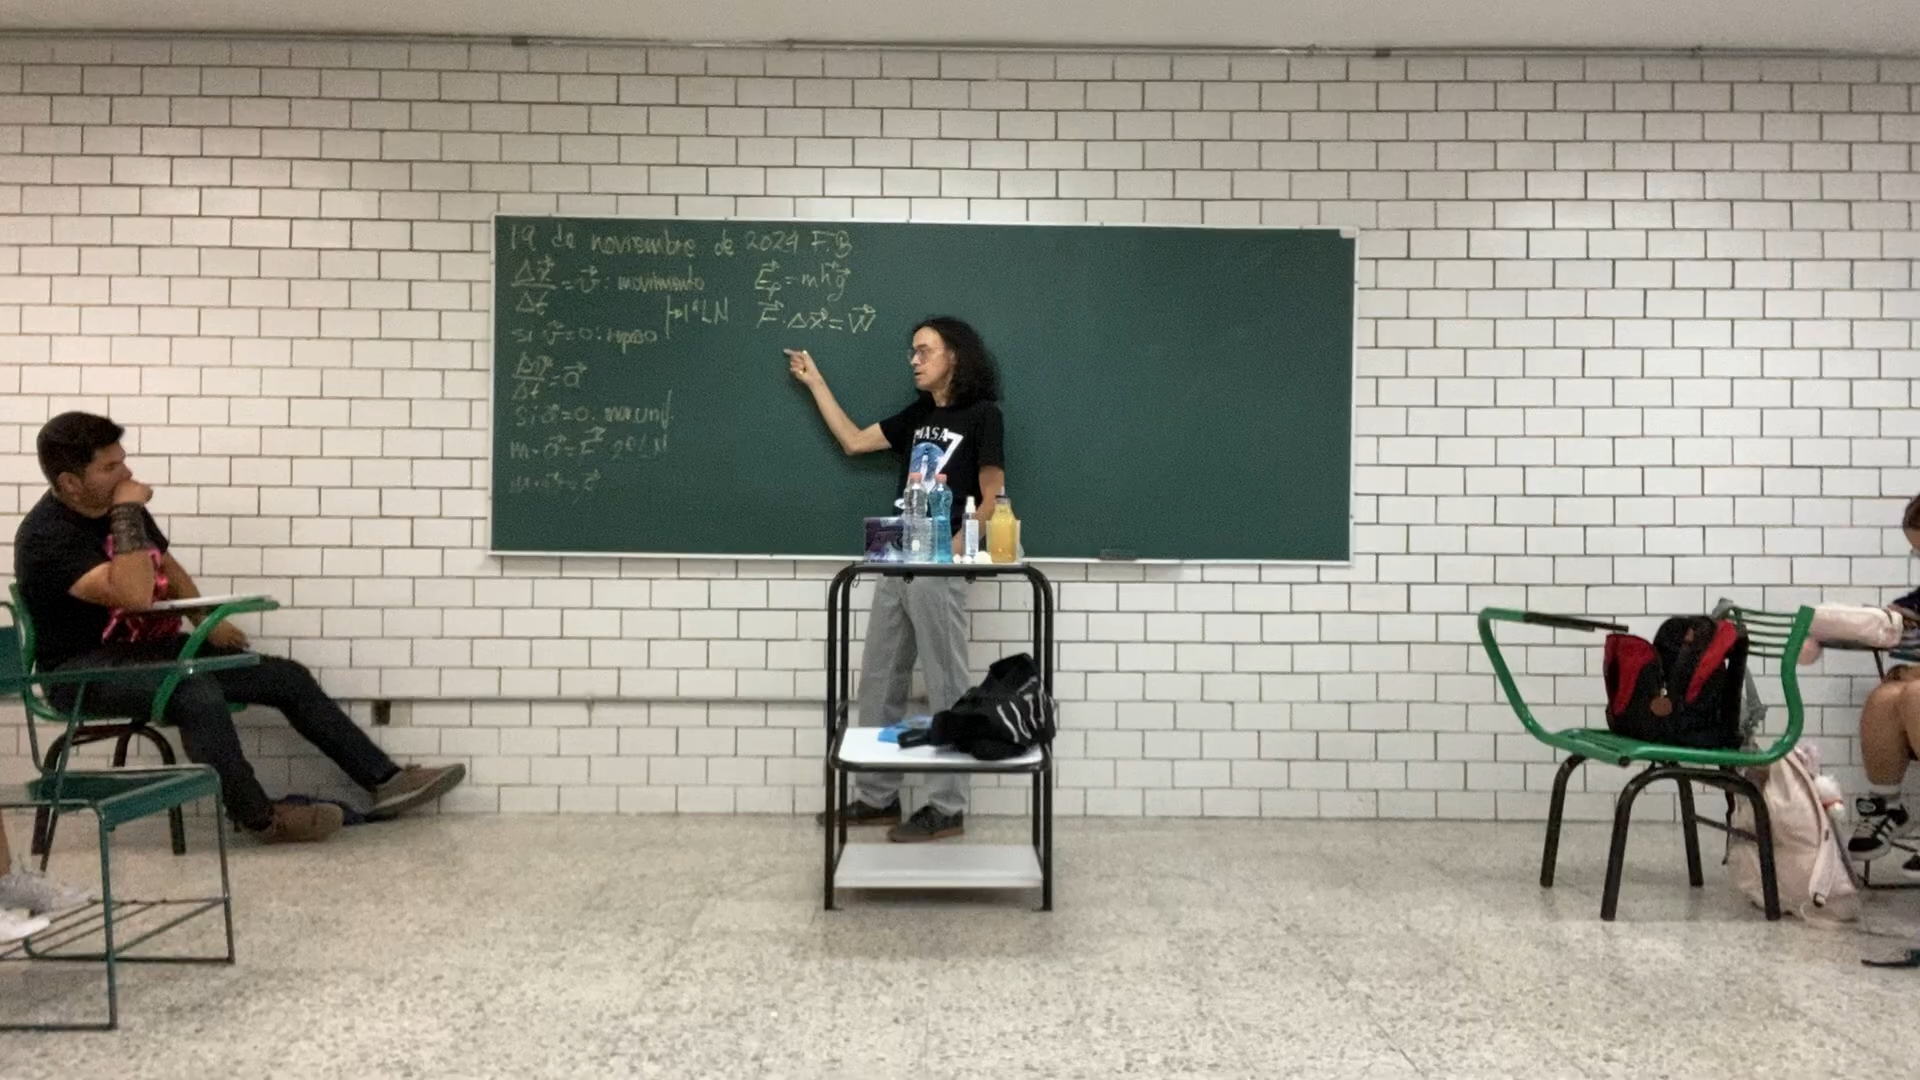 19 de noviembre de 2024 F.B
Δx⃗/Δt = v⃗ : movimiento
si v⃗ = 0 : reposo
1ª LN
Δv⃗/Δt = a⃗
si a⃗ = 0 : mov unif.
m · a⃗ = F⃗ 2ª LN
E⃗p = mh⃗g⃗
F⃗ · Δx⃗ = W⃗